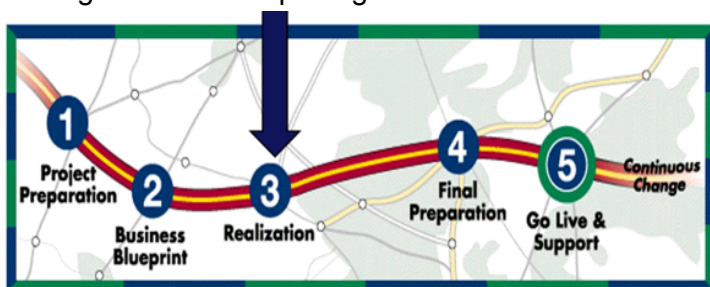 1
Project
Preparation
2
Business
Blueprint
3
Realization
4
Final
Preparation
5
Go Live &
Support
Continuous
Change